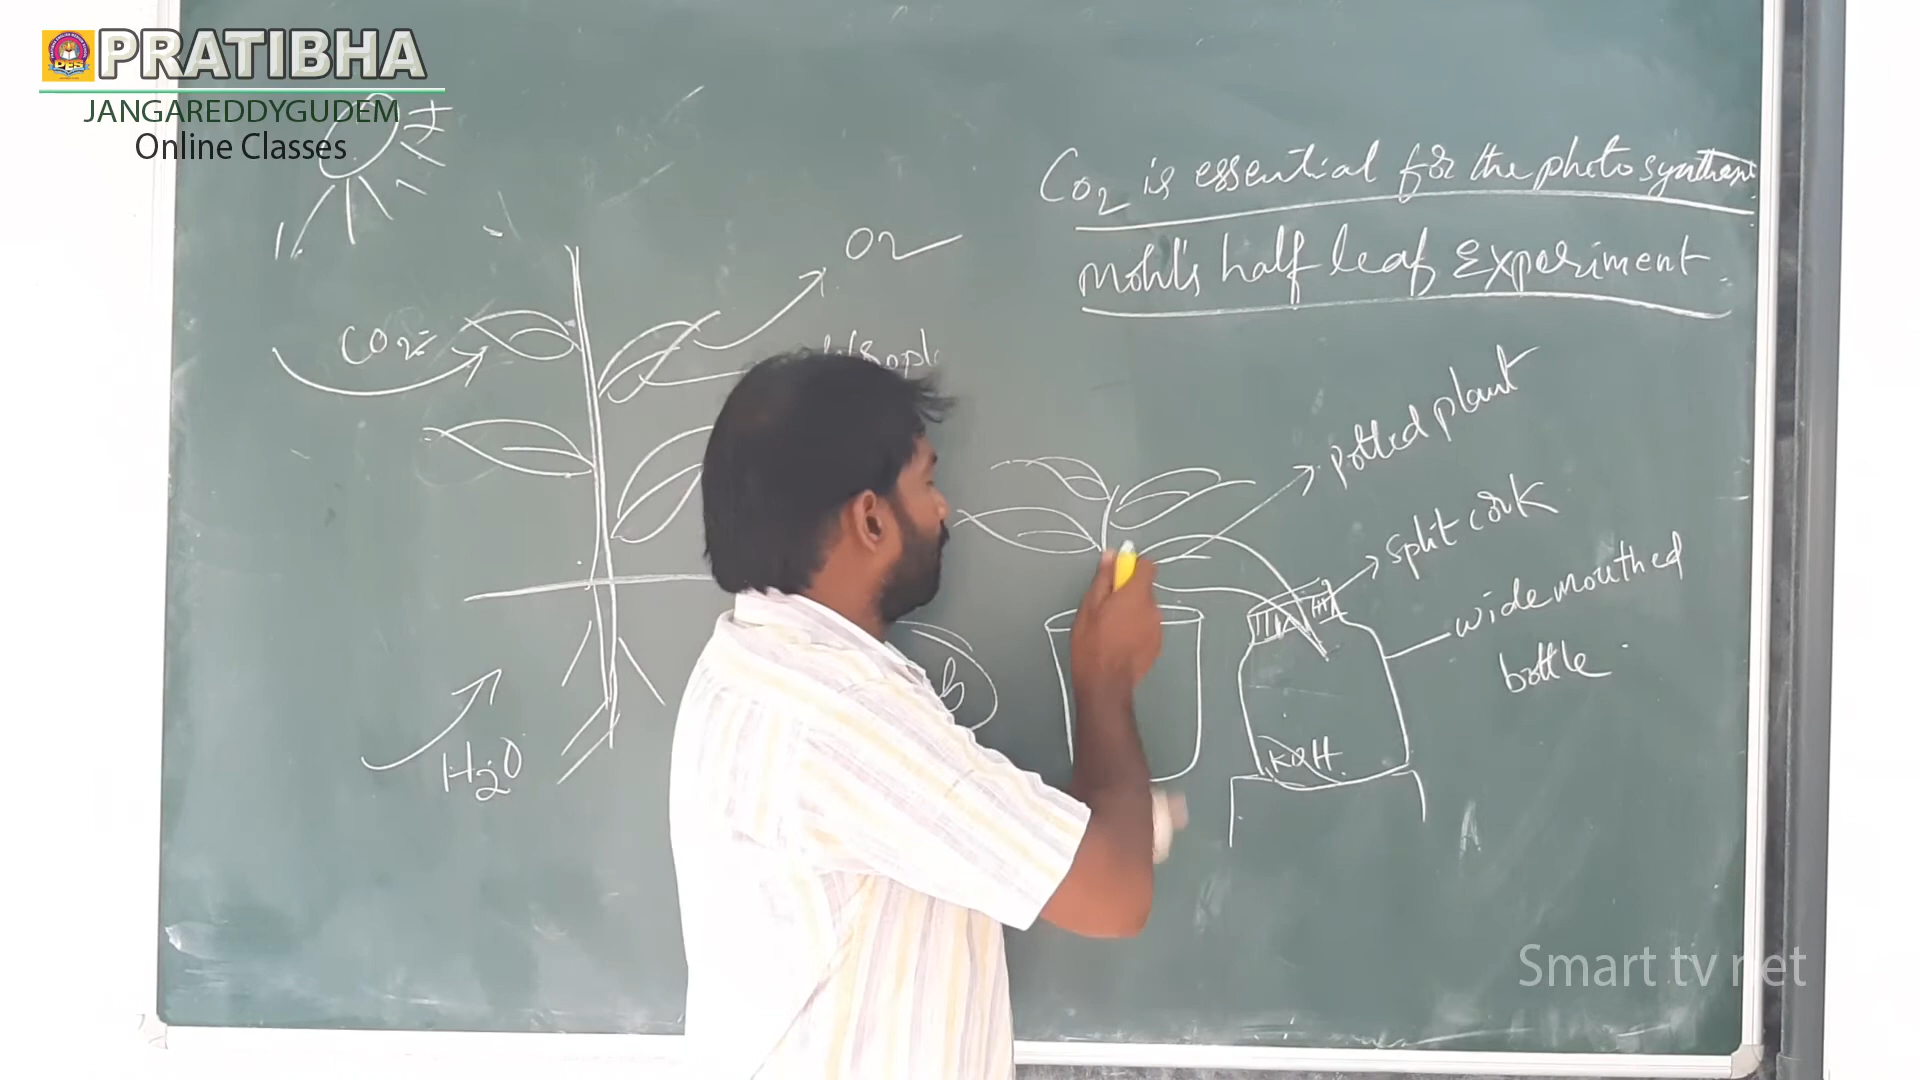 PRATIBHA
PES
JANGAREDDYGUDEM
Online Classes
CO2 is essential for the photosynthesis
Mohl's half leaf Experiment.
O2
CO2
potted plant
split cork
wide mouthed
bottle
KOH
H2O
A
Smart tv net